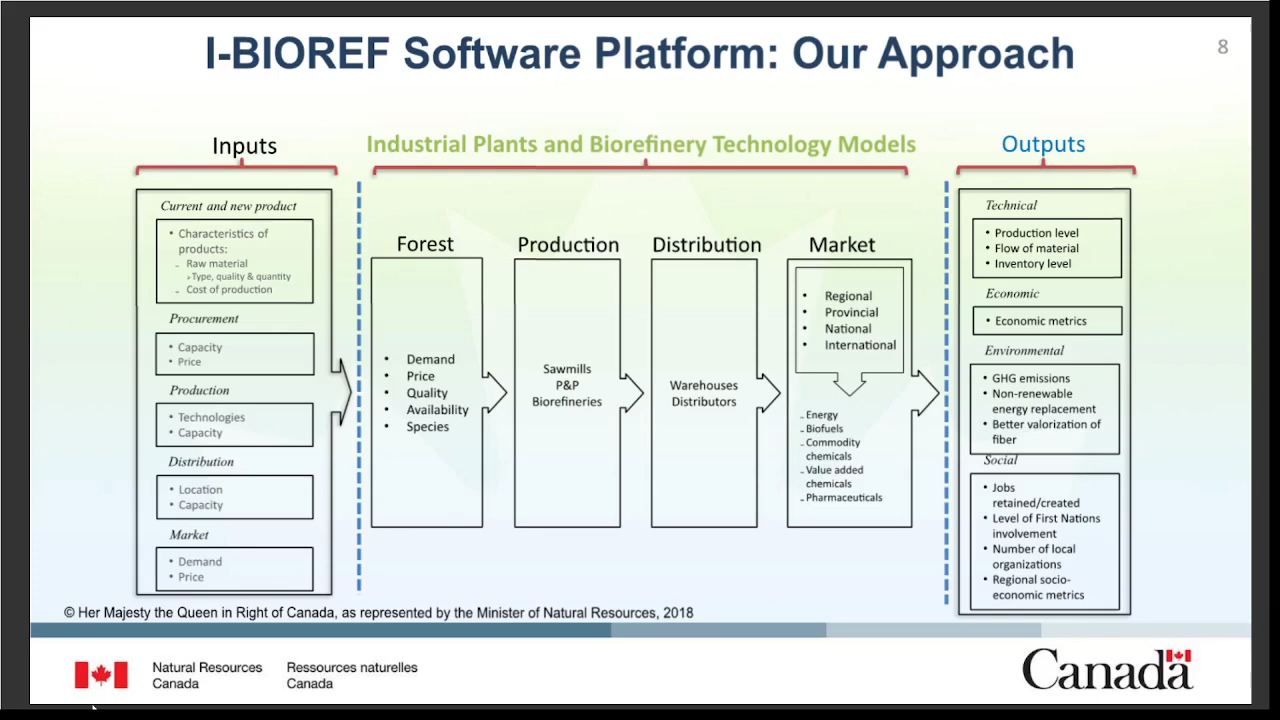 I-BIOREF Software Platform: Our Approach
8
Inputs
Current and new product
• Characteristics of
products:
- Raw material
Type, quality & quantity
- Cost of production
Procurement
• Capacity
• Price
Production
• Technologies
• Capacity
Distribution
• Location
• Capacity
Market
• Demand
• Price
Industrial Plants and Biorefinery Technology Models
Forest
• Demand
• Price
• Quality
• Availability
• Species
Production
Sawmills
P&P
Biorefineries
Distribution
Warehouses
Distributors
Market
• Regional
• Provincial
• National
• International
- Energy
- Biofuels
- Commodity
chemicals
- Value added
chemicals
- Pharmaceuticals
Outputs
Technical
• Production level
• Flow of material
• Inventory level
Economic
• Economic metrics
Environmental
• GHG emissions
• Non-renewable
energy replacement
• Better valorization of
fiber
Social
• Jobs
retained/created
• Level of First Nations
involvement
• Number of local
organizations
• Regional socio-
economic metrics
© Her Majesty the Queen in Right of Canada, as represented by the Minister of Natural Resources, 2018
Natural Resources
Canada
Ressources naturelles
Canada
Canada